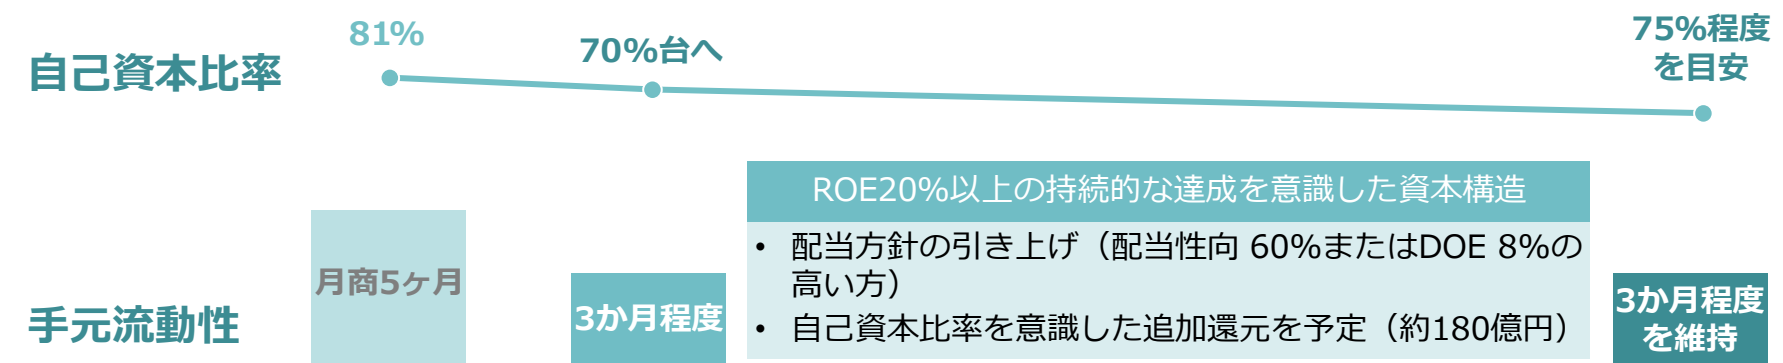 自己資本比率
81%
70%台へ
75%程度
を目安
ROE20%以上の持続的な達成を意識した資本構造
• 配当方針の引き上げ（配当性向 60%またはDOE 8%の
高い方）
• 自己資本比率を意識した追加還元を予定（約180億円）
手元流動性
月商5ヶ月
3か月程度
3か月程度
を維持